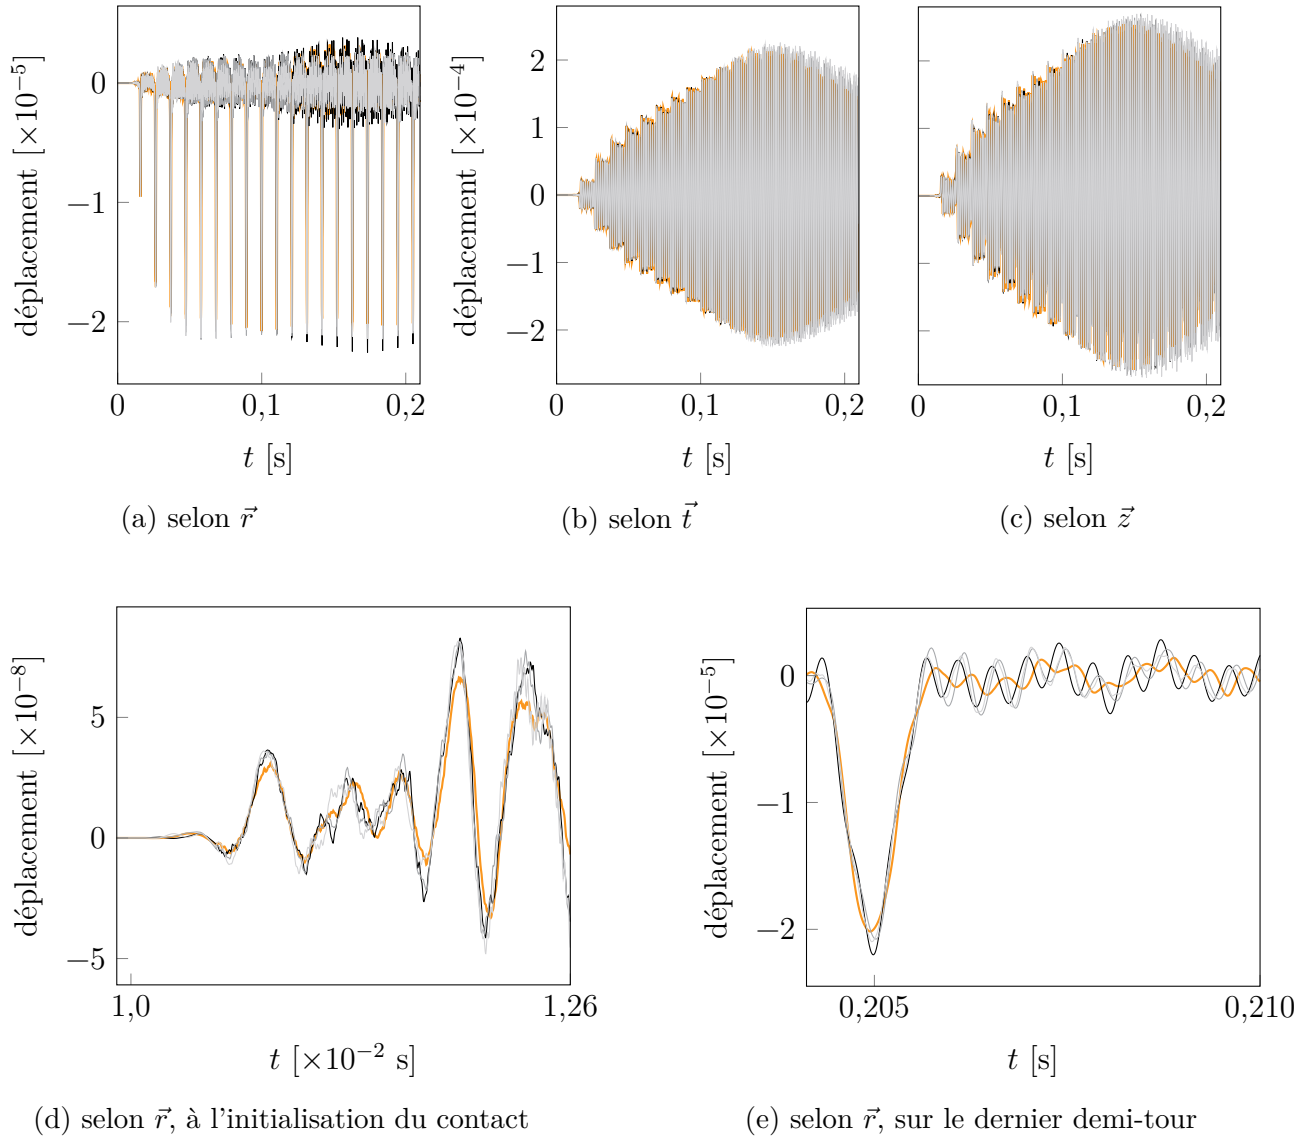 déplacement [×10⁻⁵]
0
−1
−2
0
0,1
0,2
t [s]
(a) selon r⃗
déplacement [×10⁻⁴]
2
1
0
−1
−2
0
0,1
0,2
t [s]
(b) selon t⃗
0
0,1
0,2
t [s]
(c) selon z⃗
déplacement [×10⁻⁸]
5
0
−5
1,0
1,26
t [×10⁻² s]
(d) selon r⃗, à l'initialisation du contact
déplacement [×10⁻⁵]
0
−1
−2
0,205
0,210
t [s]
(e) selon r⃗, sur le dernier demi-tour